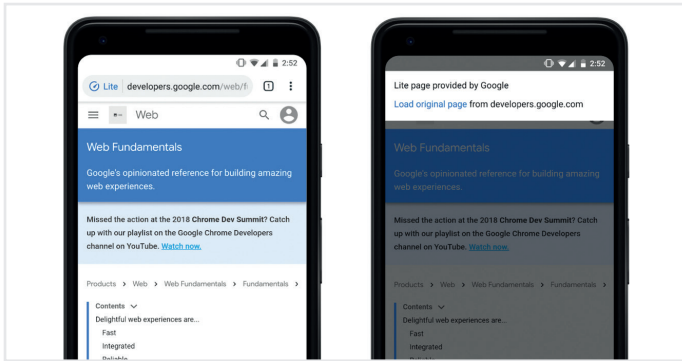 2:52
Lite developers.google.com/web/f 1
Web
Web Fundamentals
Google's opinionated reference for building amazing
web experiences.
Missed the action at the 2018 Chrome Dev Summit? Catch
up with our playlist on the Google Chrome Developers
channel on YouTube. Watch now.
Products > Web > Web Fundamentals > Fundamentals >
Contents
Delightful web experiences are...
Fast
Integrated
Reliable
2:52
Lite page provided by Google
Load original page from developers.google.com
Web Fundamentals
Google's opinionated reference for building amazing
web experiences.
Missed the action at the 2018 Chrome Dev Summit? Catch
up with our playlist on the Google Chrome Developers
channel on YouTube. Watch now.
Products > Web > Web Fundamentals > Fundamentals >
Contents
Delightful web experiences are...
Fast
Integrated
Reliable